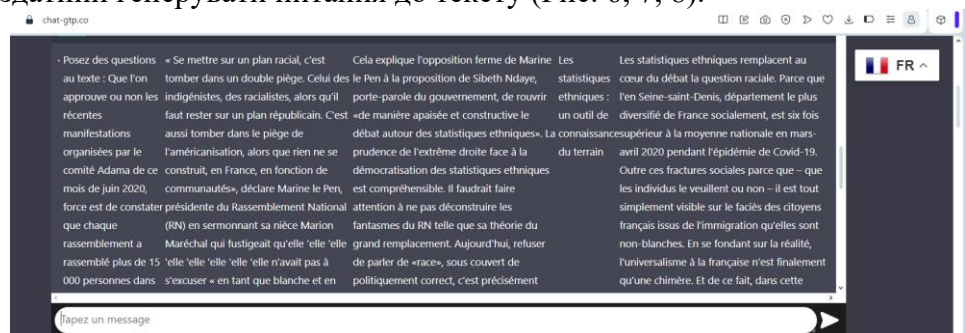 здатний генерувати питання до тексту (Рис. 6, 7, 8).
chat-gtp.co
· Posez des questions
au texte : Que l'on
approuve ou non les
récentes
manifestations
organisées par le
comité Adama de ce
mois de juin 2020,
force est de constater
que chaque
rassemblement a
rassemblé plus de 15
000 personnes dans
« Se mettre sur un plan racial, c'est
tomber dans un double piège. Celui des
indigénistes, des racialistes, alors qu'il
faut rester sur un plan républicain. C'est
aussi tomber dans le piège de
l'américanisation, alors que rien ne se
construit, en France, en fonction de
communautés», déclare Marine le Pen,
présidente du Rassemblement National
(RN) en sermonnant sa nièce Marion
Maréchal qui fustigeait qu'elle 'elle 'elle
'elle 'elle 'elle 'elle 'elle n'avait pas à
s'excuser « en tant que blanche et en
Cela explique l'opposition ferme de Marine
le Pen à la proposition de Sibeth Ndaye,
porte-parole du gouvernement, de rouvrir
«de manière apaisée et constructive le
débat autour des statistiques ethniques». La
prudence de l'extrême droite face à la
démocratisation des statistiques ethniques
est compréhensible. Il faudrait faire
attention à ne pas déconstruire les
fantasmes du RN telle que sa théorie du
grand remplacement. Aujourd'hui, refuser
de parler de «race», sous couvert de
politiquement correct, c'est précisément
Les
statistiques
ethniques :
un outil de
connaissance
du terrain
Les statistiques ethniques remplacent au
cœur du débat la question raciale. Parce que
l'en Seine-saint-Denis, département le plus
diversifié de France socialement, est six fois
supérieur à la moyenne nationale en mars-
avril 2020 pendant l'épidémie de Covid-19.
Outre ces fractures sociales parce que – que
les individus le veuillent ou non – il est tout
simplement visible sur le faciès des citoyens
français issus de l'immigration qu'elles sont
non-blanches. En se fondant sur la réalité,
l'universalisme à la française n'est finalement
qu'une chimère. Et de ce fait, dans cette
FR
Tapez un message